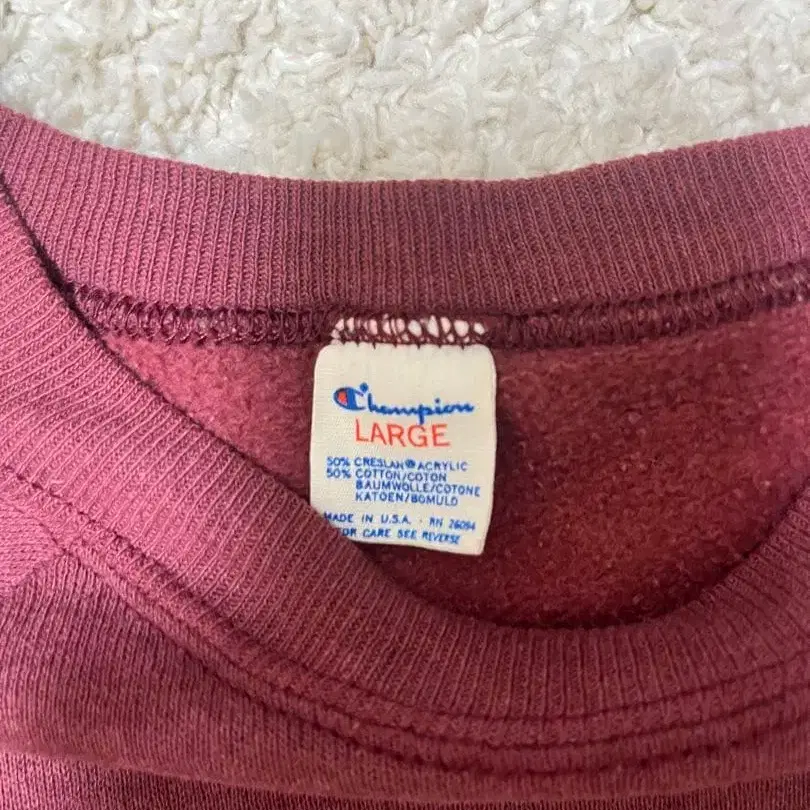 Champion
LARGE
50% CRESLAN® ACRYLIC
50% COTTON/COTON
BAUMWOLLE/COTONE
KATOEN/BOMULD
MADE IN U.S.A. · RN 26094
FOR CARE SEE REVERSE